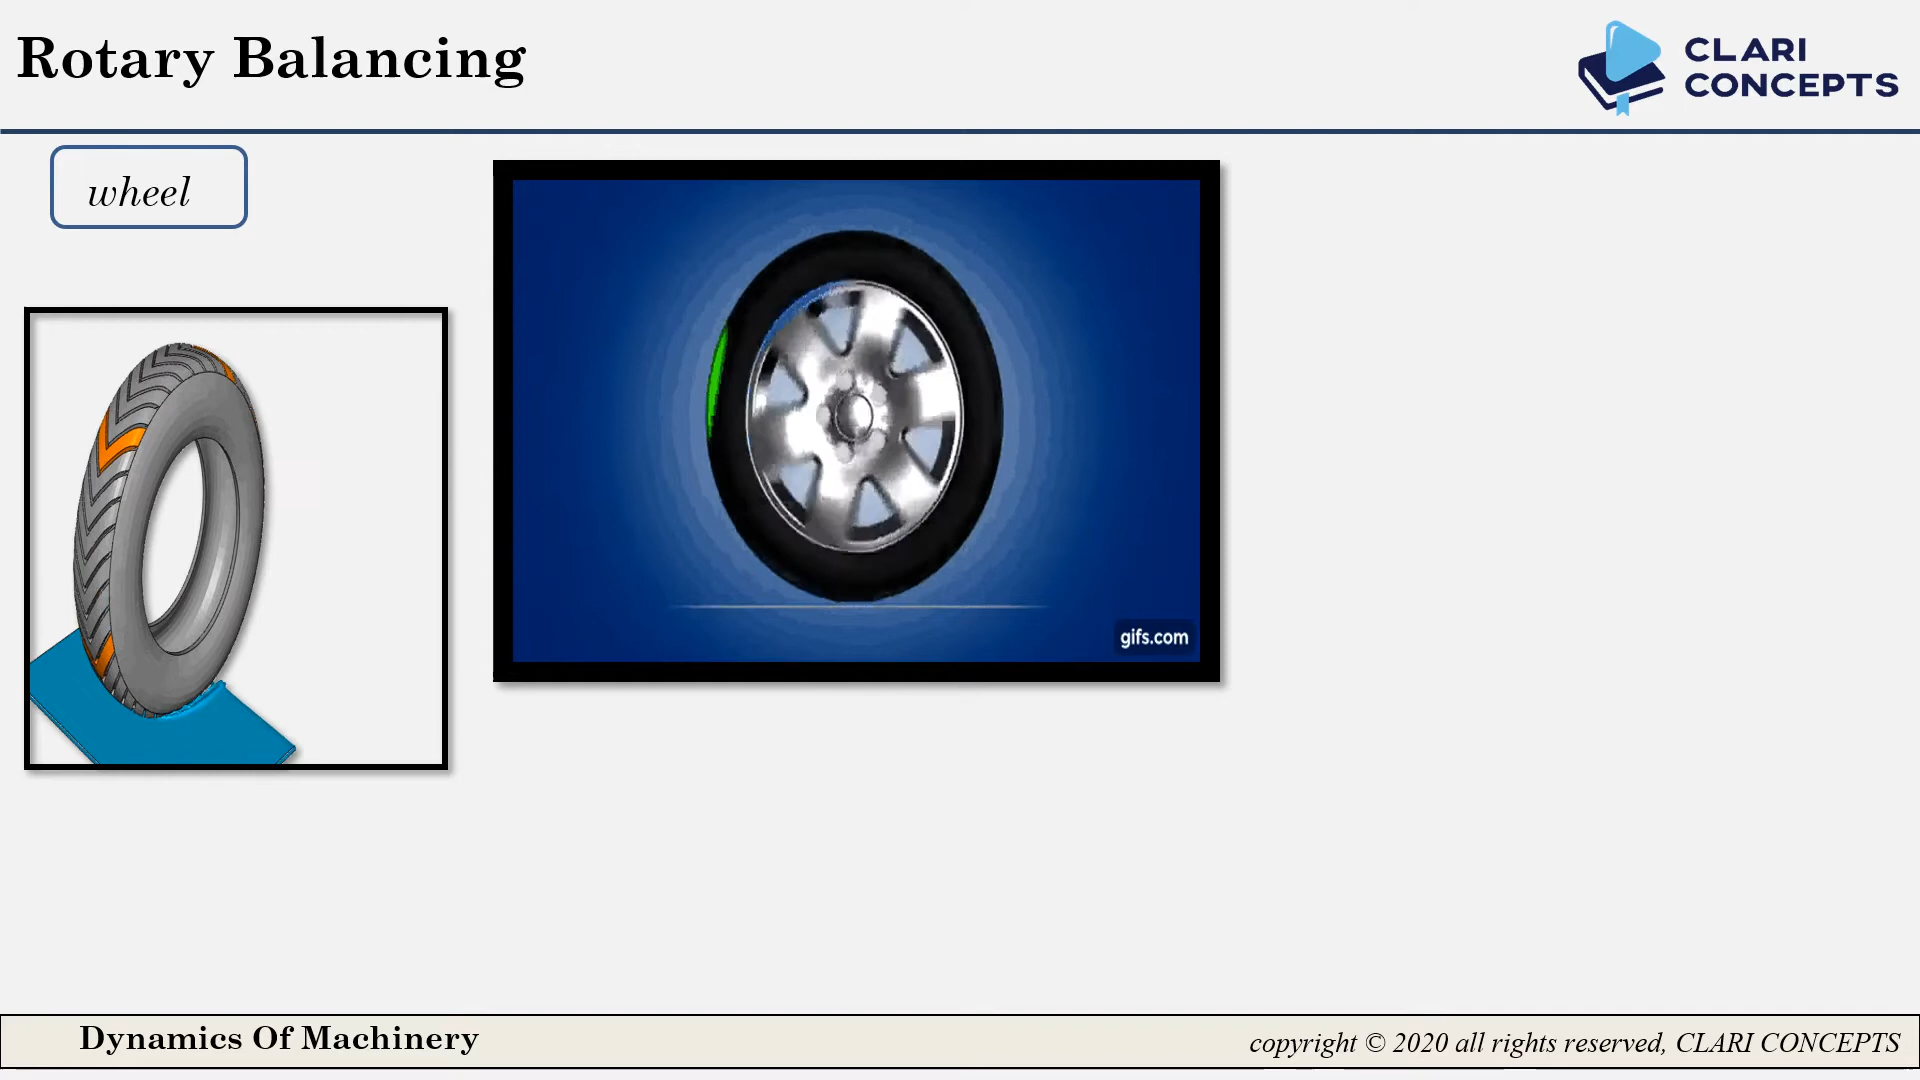 Rotary Balancing
CLARI
CONCEPTS
wheel
gifs.com
Dynamics Of Machinery
copyright © 2020 all rights reserved, CLARI CONCEPTS